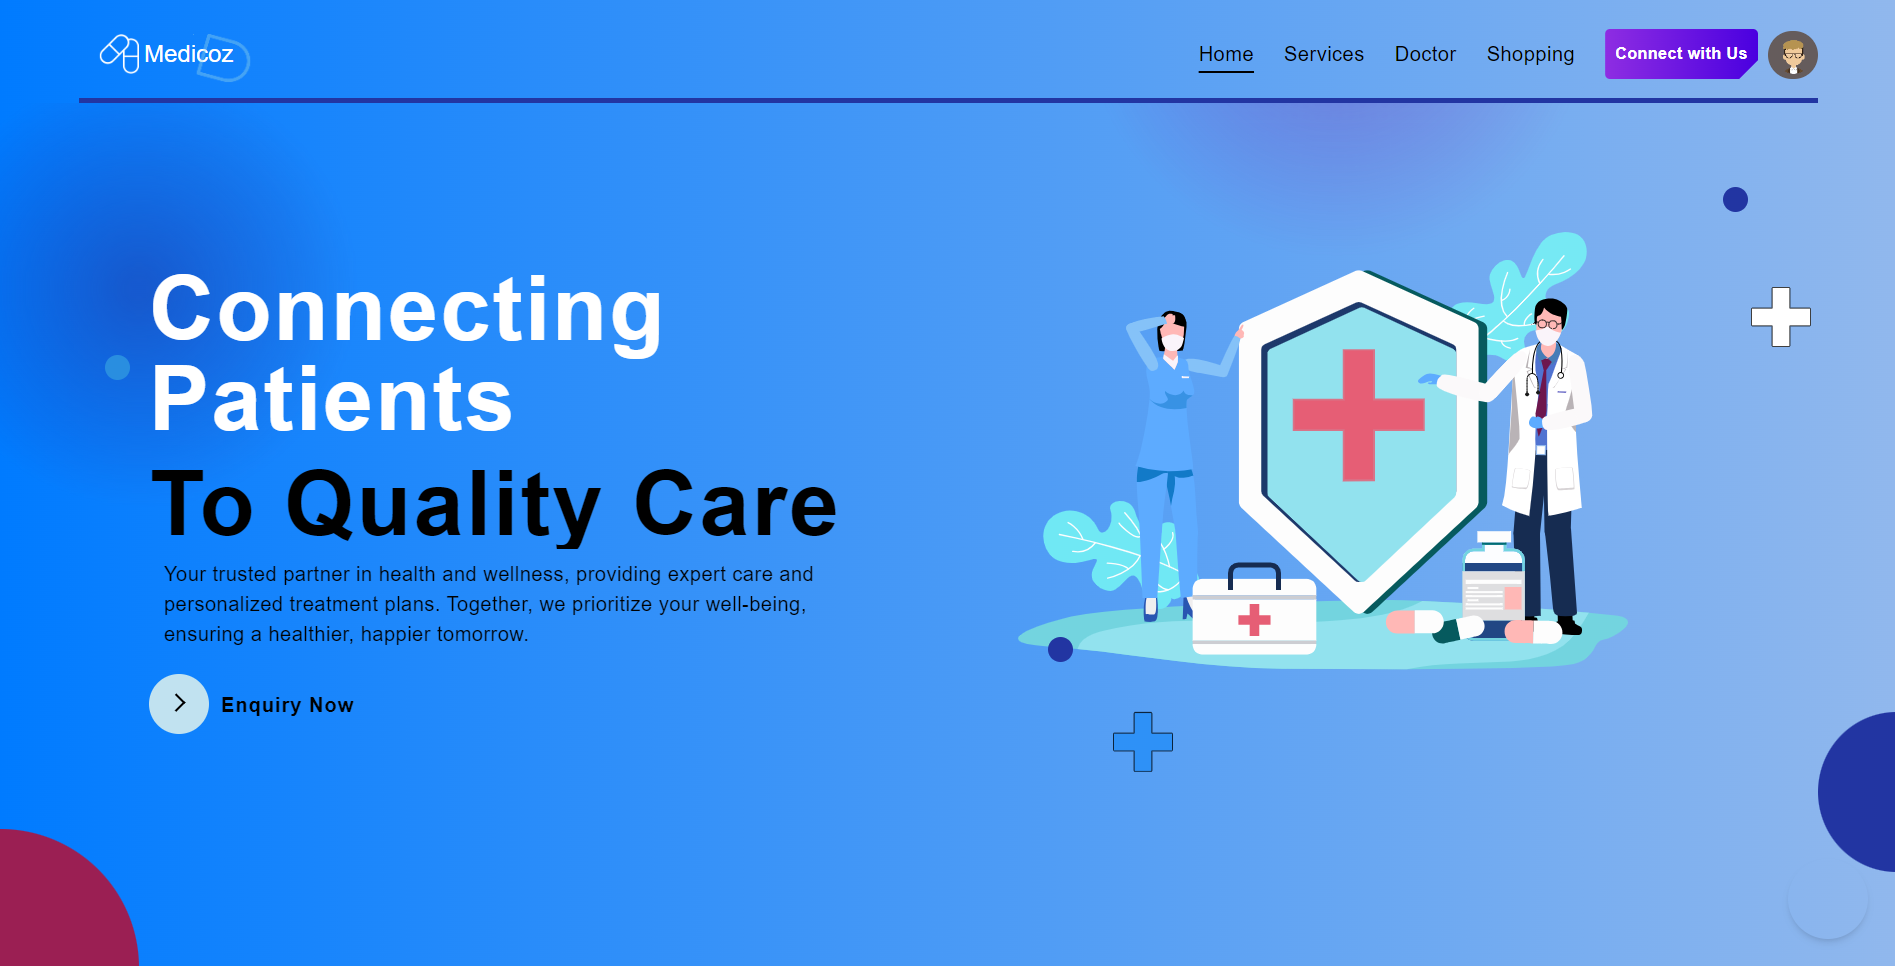 Medicoz
Home Services Doctor Shopping Connect with Us
Connecting
Patients
To Quality Care
Your trusted partner in health and wellness, providing expert care and
personalized treatment plans. Together, we prioritize your well-being,
ensuring a healthier, happier tomorrow.
Enquiry Now